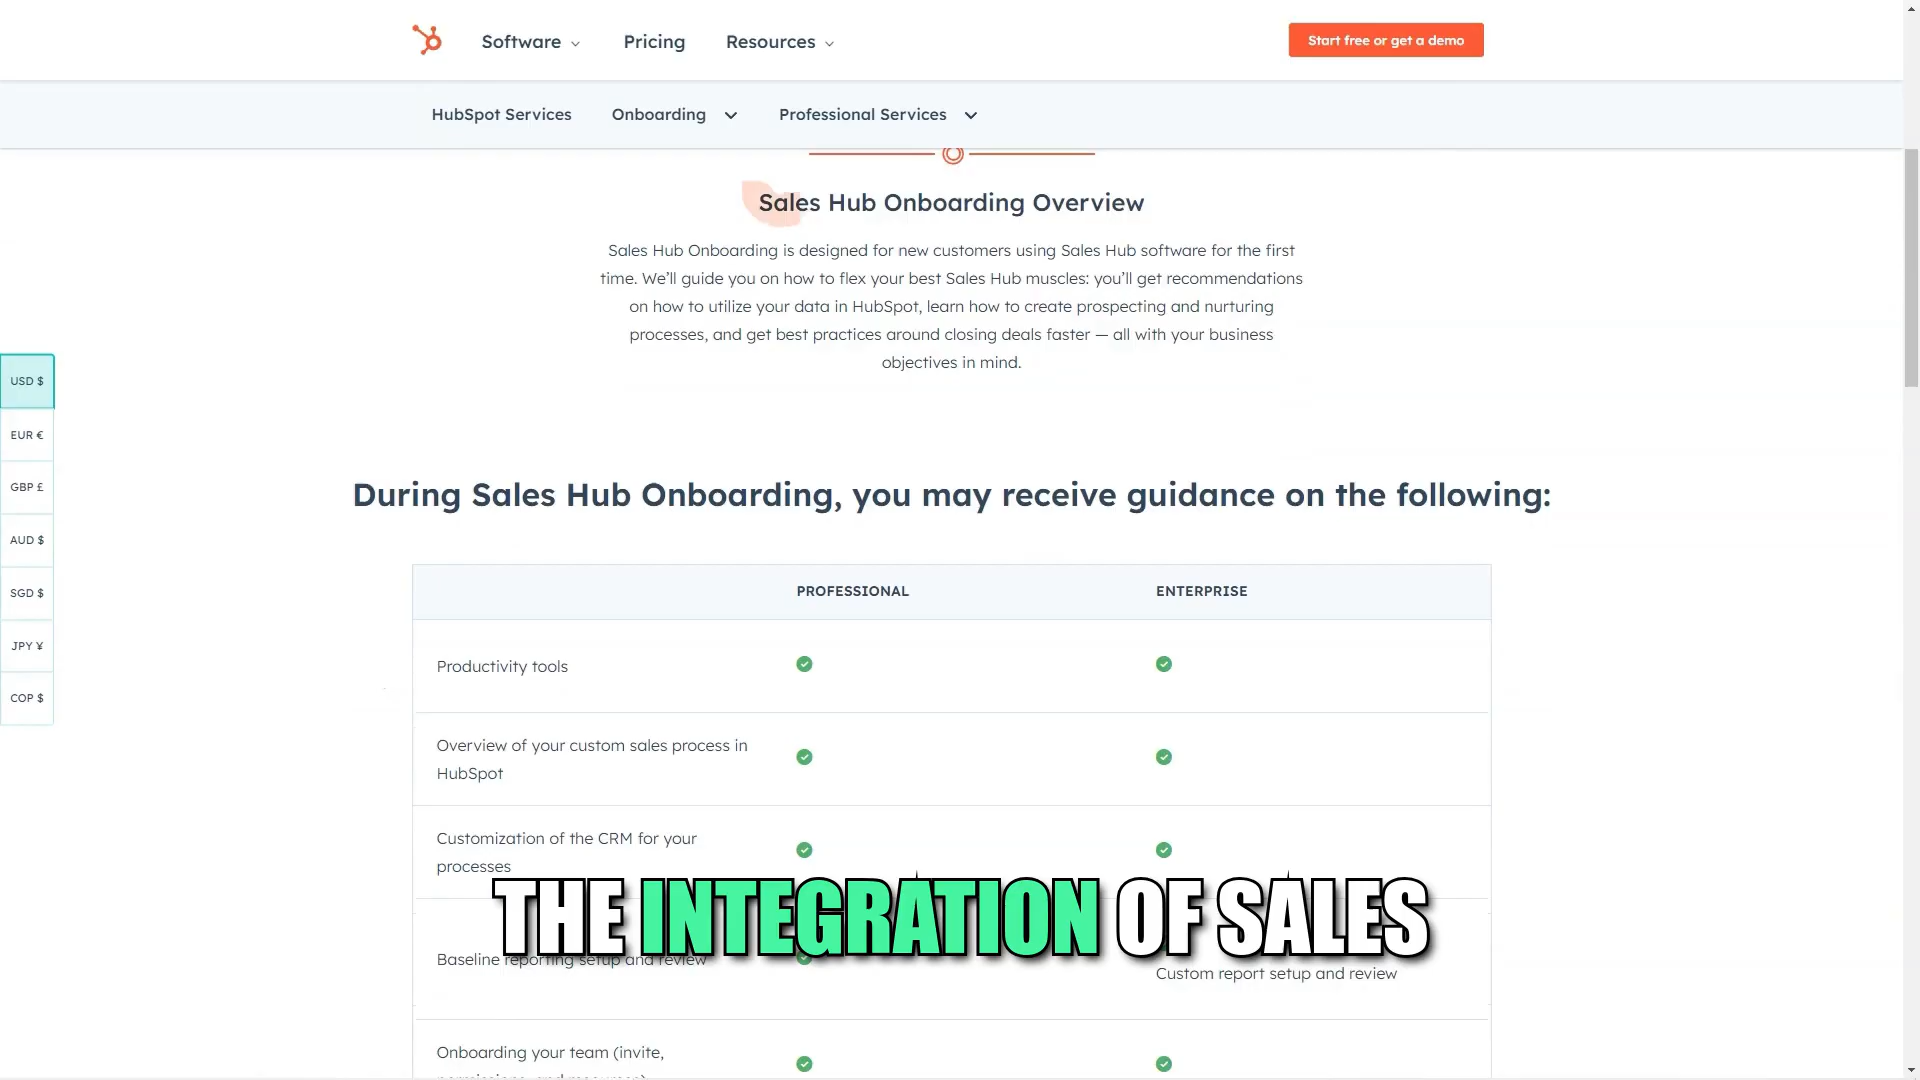 Software
Pricing
Resources
Start free or get a demo
HubSpot Services
Onboarding
Professional Services
Sales Hub Onboarding Overview
Sales Hub Onboarding is designed for new customers using Sales Hub software for the first
time. We’ll guide you on how to flex your best Sales Hub muscles: you’ll get recommendations
on how to utilize your data in HubSpot, learn how to create prospecting and nurturing
processes, and get best practices around closing deals faster — all with your business
objectives in mind.
USD $
EUR €
GBP £
AUD $
SGD $
JPY ¥
COP $
During Sales Hub Onboarding, you may receive guidance on the following:
PROFESSIONAL
ENTERPRISE
Productivity tools
Overview of your custom sales process in
HubSpot
Customization of the CRM for your
processes
THE INTEGRATION OF SALES
Baseline reporting setup and review
Custom report setup and review
Onboarding your team (invite,